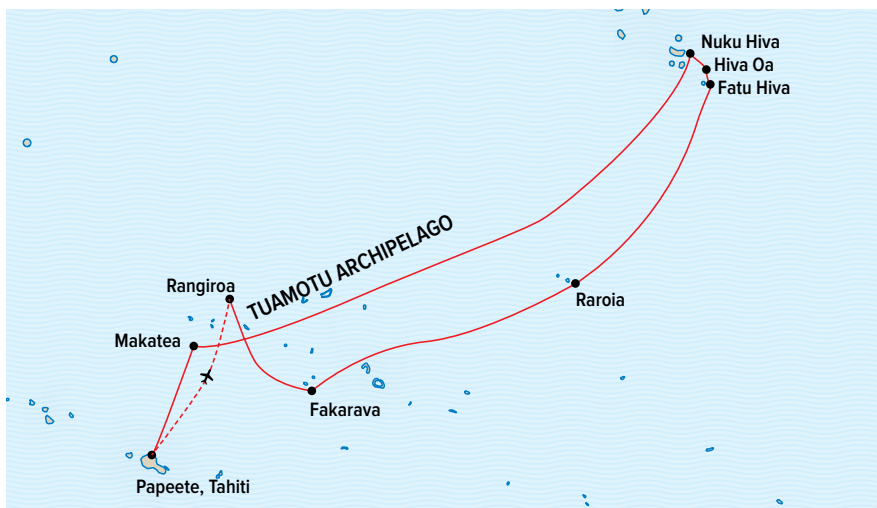 Nuku Hiva
Hiva Oa
Fatu Hiva
TUAMOTU ARCHIPELAGO
Rangiroa
Raroia
Makatea
Fakarava
Papeete, Tahiti